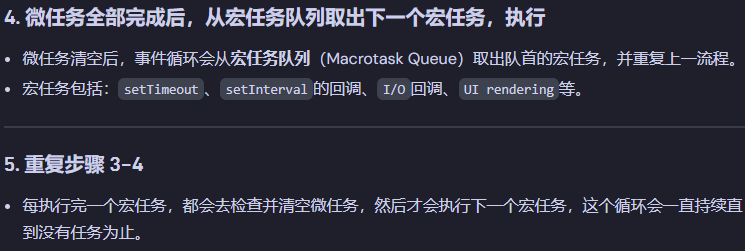 4. 微任务全部完成后，从宏任务队列取出下一个宏任务，执行
• 微任务清空后，事件循环会从宏任务队列（Macrotask Queue）取出队首的宏任务，并重复上一流程。
• 宏任务包括：setTimeout、setInterval的回调、I/O回调、UI rendering等。
5. 重复步骤 3-4
• 每执行完一个宏任务，都会去检查并清空微任务，然后才会执行下一个宏任务，这个循环会一直持续直
到没有任务为止。